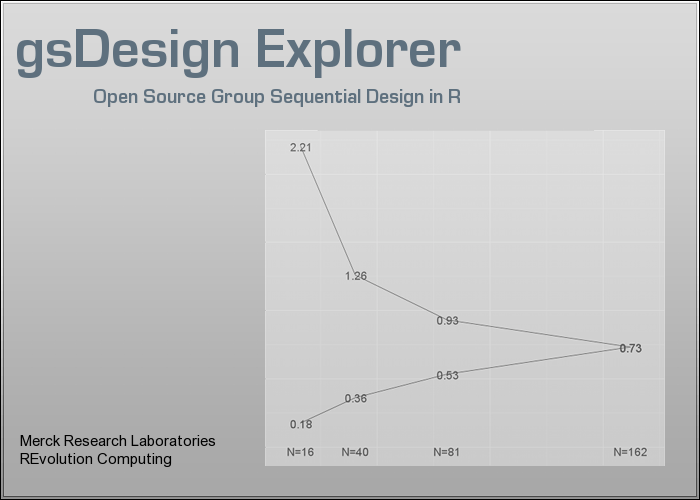 gsDesign Explorer
Open Source Group Sequential Design in R
2.21
1.26
0.93
0.73
0.53
0.36
0.18
N=16 N=40 N=81 N=162
Merck Research Laboratories
REvolution Computing